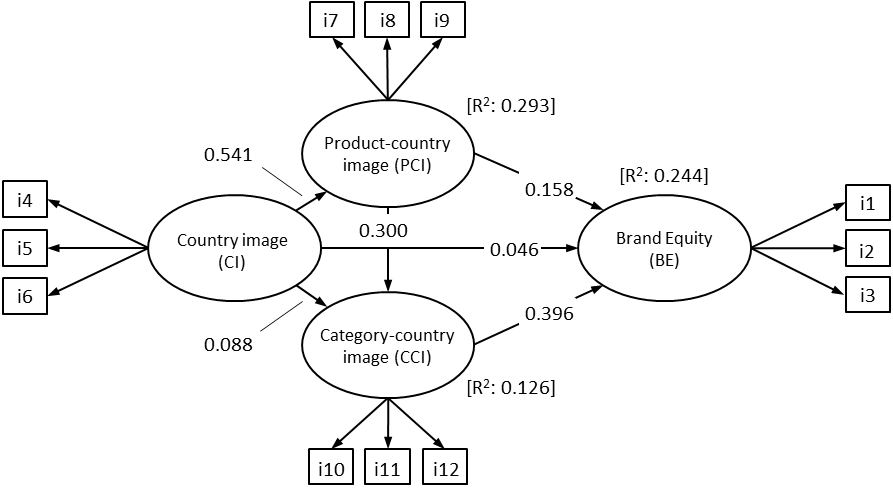 i7
i8
i9
[R²: 0.293]
Product-country
image (PCI)
0.541
[R²: 0.244]
0.158
i4
i5
i6
Country image
(CI)
0.300
0.046
Brand Equity
(BE)
i1
i2
i3
0.088
Category-country
image (CCI)
0.396
[R²: 0.126]
i10
i11
i12